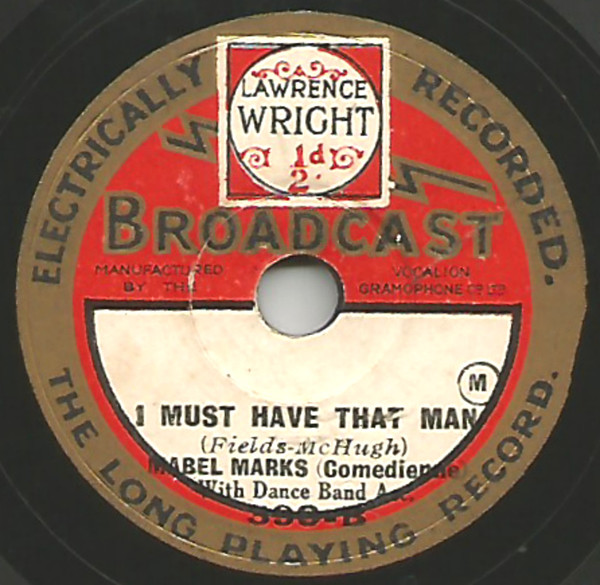 ELECTRICALLY RECORDED.
LAWRENCE
WRIGHT
1d
2.
BROADCAST
MANUFACTURED
BY THE
VOCALION
GRAMOPHONE CO LTD
M
I MUST HAVE THAT MAN
(Fields-McHugh)
MABEL MARKS (Comedienne)
With Dance Band Acc.
THE LONG PLAYING RECORD.